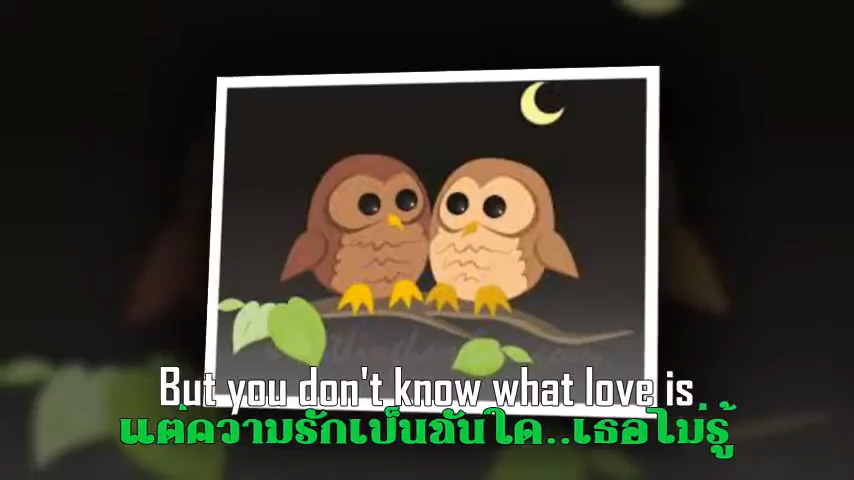 But you don't know what love is
แต่ความรักเป็นฉันใด..เธอไม่รู้